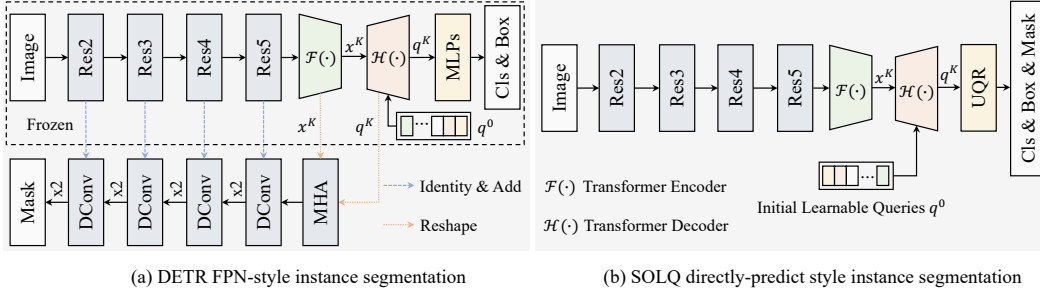 Image
Res2
Res3
Res4
Res5
ℱ(·)
x^K
ℋ(·)
q^K
MLPs
Cls & Box
Frozen
x^K
q^K
q^0
Mask
x2
DConv
x2
DConv
x2
DConv
x2
DConv
MHA
Identity & Add
Reshape
(a) DETR FPN-style instance segmentation
Image
Res2
Res3
Res4
Res5
ℱ(·)
x^K
ℋ(·)
q^K
UQR
Cls & Box & Mask
ℱ(·) Transformer Encoder
Initial Learnable Queries q^0
ℋ(·) Transformer Decoder
(b) SOLQ directly-predict style instance segmentation